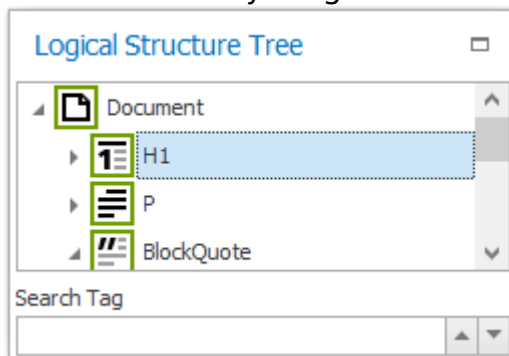 Logical Structure Tree
Document
H1
P
BlockQuote
Search Tag